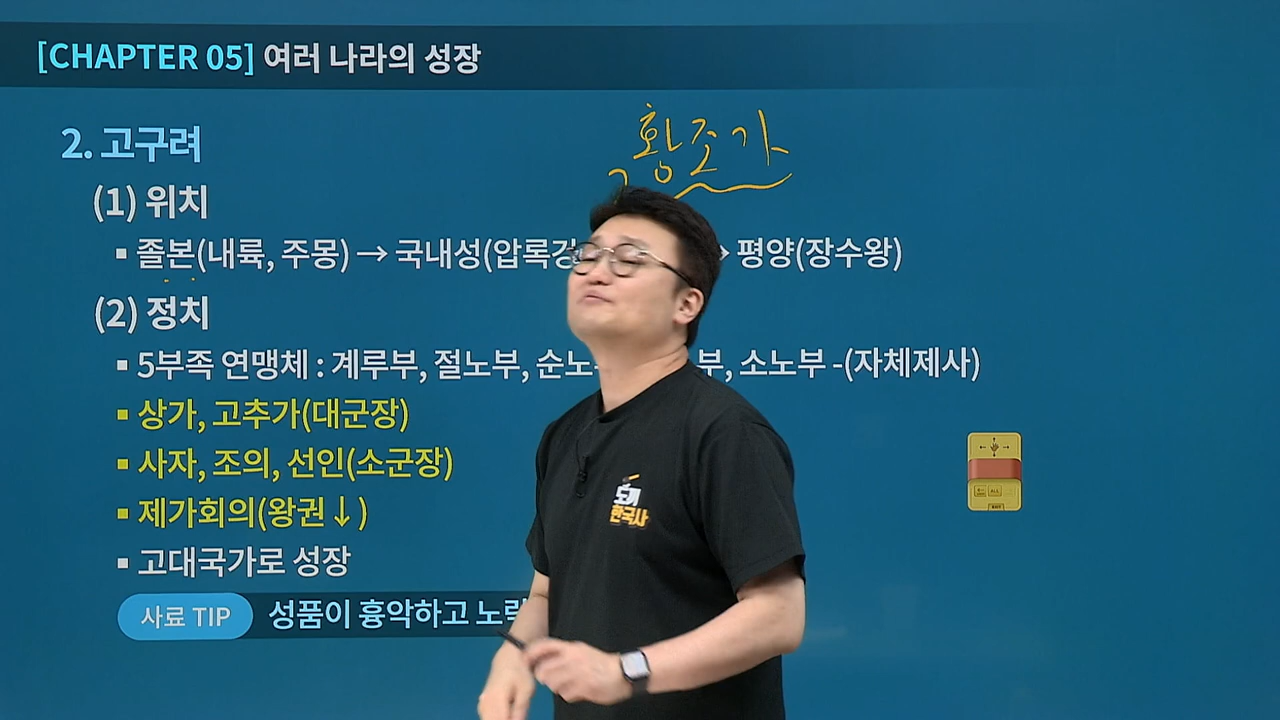 [CHAPTER 05] 여러 나라의 성장
황조가
2. 고구려
(1) 위치
▪ 졸본(내륙, 주몽) → 국내성(압록강 평양(장수왕)
(2) 정치
▪ 5부족 연맹체 : 계루부, 절노부, 순노 부, 소노부 -(자체제사)
▪ 상가, 고추가(대군장)
▪ 사자, 조의, 선인(소군장)
▪ 제가회의(왕권↓)
▪ 고대국가로 성장
사료 TIP 성품이 흉악하고
도끼
한국사